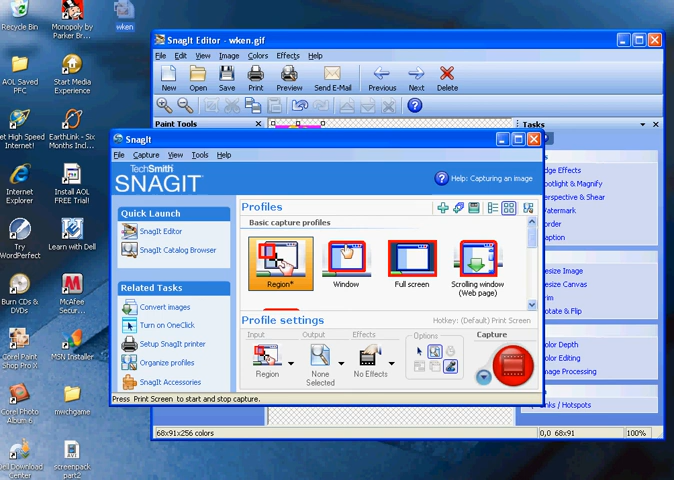 Recycle Bin
Monopoly by
Parker Br...
wken
AOL Saved
PFC
Start Media
Experience
et High Speed
Internet!
EarthLink - Six
Months Incl...
Internet
Explorer
Install AOL
FREE Trial!
Try
WordPerfect
Learn with Dell
Burn CDs &
DVDs
McAfee
Secur...
Corel Paint
Shop Pro X
MSN Installer
Corel Photo
Album 6
nwchgame
Dell Download
Center
screenpack
part2
SnagIt Editor - wken.gif
File Edit View Image Colors Effects Help
New Open Save Print Preview Send E-Mail Previous Next Delete
Paint Tools
Tasks
dge Effects
potlight & Magnify
erspective & Shear
Watermark
order
aption
esize Image
esize Canvas
rim
otate & Flip
olor Depth
olor Editing
mage Processing
inks / Hotspots
68x91x256 colors
0,0 68x91
100%
SnagIt
File Capture View Tools Help
TechSmith
SNAGIT
Help: Capturing an image
Quick Launch
SnagIt Editor
SnagIt Catalog Browser
Related Tasks
Convert images
Turn on OneClick
Setup SnagIt printer
Organize profiles
SnagIt Accessories
Profiles
Basic capture profiles
Region*
Window
Full screen
Scrolling window
(Web page)
Profile settings
Hotkey: (Default) Print Screen
Input
Region
Output
None
Selected
Effects
No Effects
Options
Capture
Press Print Screen to start and stop capture.